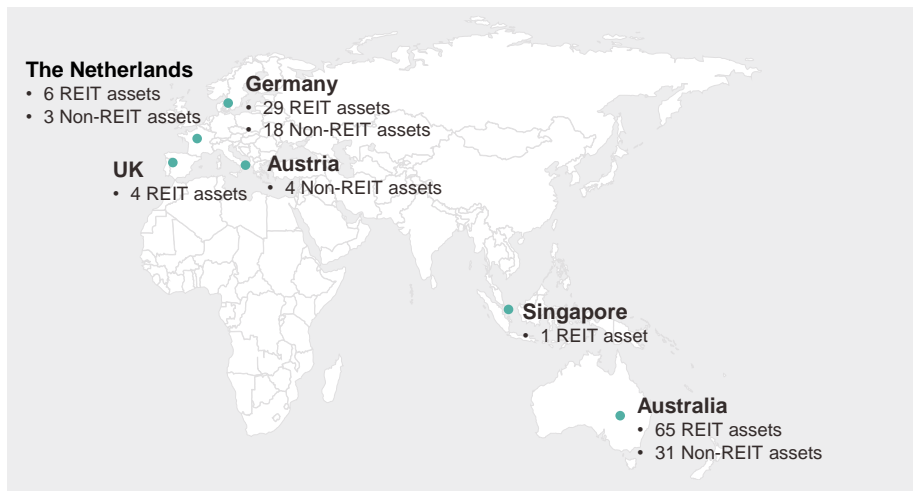 The Netherlands
• 6 REIT assets
• 3 Non-REIT assets
Germany
• 29 REIT assets
• 18 Non-REIT assets
UK
• 4 REIT assets
Austria
• 4 Non-REIT assets
Singapore
• 1 REIT asset
Australia
• 65 REIT assets
• 31 Non-REIT assets